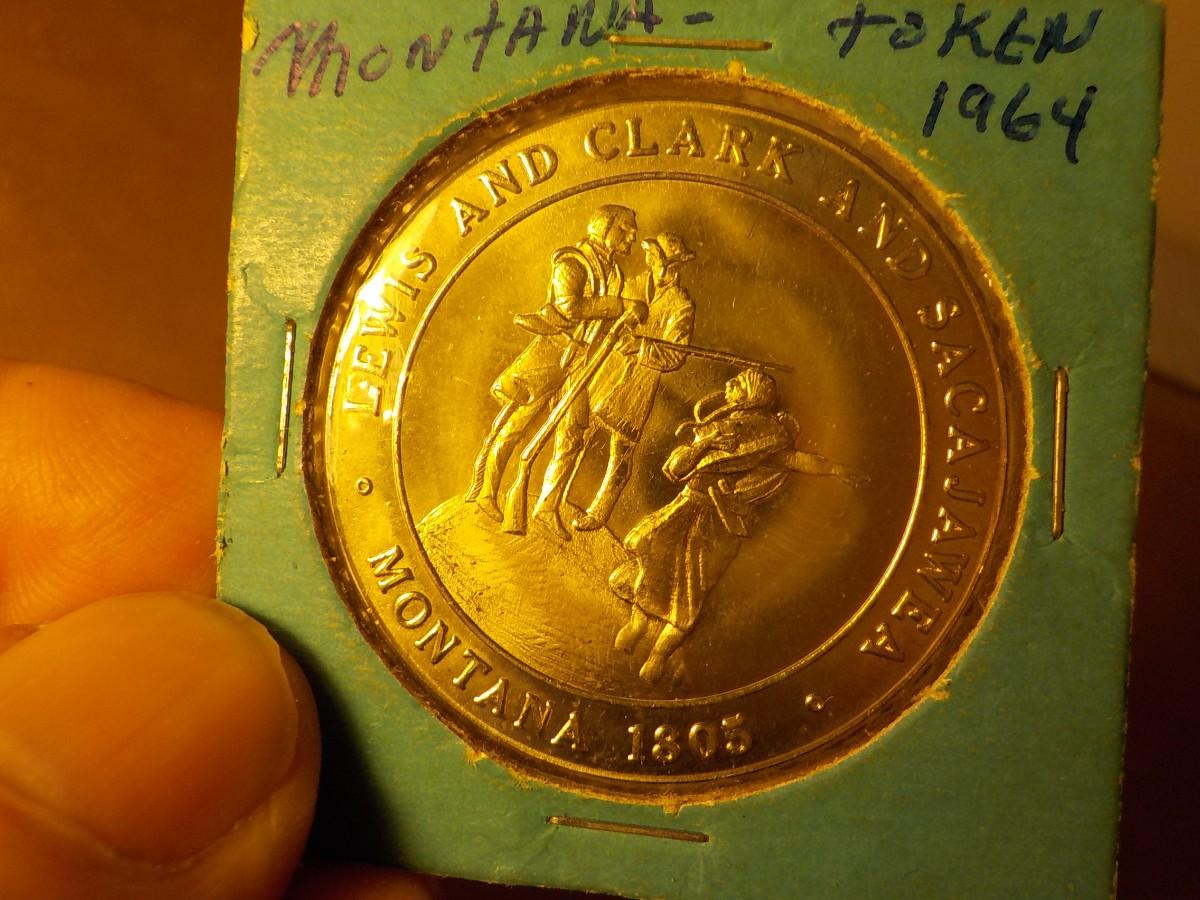 MONTANA - TOKEN
1964
LEWIS AND CLARK AND SACAJAWEA
MONTANA 1805